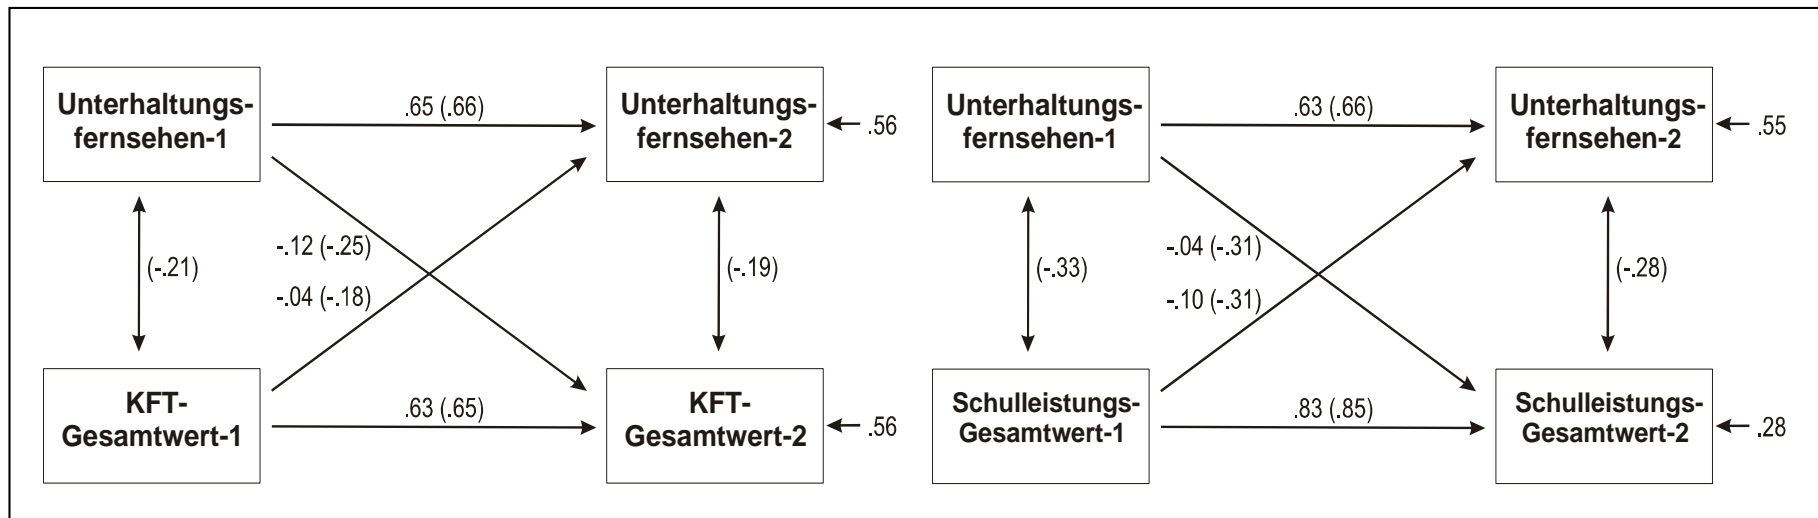 Unterhaltungs-
fernsehen-1
.65 (.66)
Unterhaltungs-
fernsehen-2
.56
(-.21)
-.12 (-.25)
-.04 (-.18)
(-.19)
KFT-
Gesamtwert-1
.63 (.65)
KFT-
Gesamtwert-2
.56
Unterhaltungs-
fernsehen-1
.63 (.66)
Unterhaltungs-
fernsehen-2
.55
(-.33)
-.04 (-.31)
-.10 (-.31)
(-.28)
Schulleistungs-
Gesamtwert-1
.83 (.85)
Schulleistungs-
Gesamtwert-2
.28